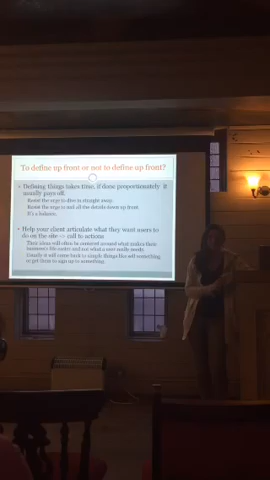 To define up front or not to define up front?
Defining things takes time, if done proportionately it
usually pays off.
Resist the urge to dive in straight away.
Resist the urge to nail all the details down up front.
It's a balance.
Help your client articulate what they want users to
do on the site --> call to actions
They ideas will often be centered around what makes their
business's life easier and not what a user really needs.
Usually it will come back to simple things like sell something
or get them to sign up to something.